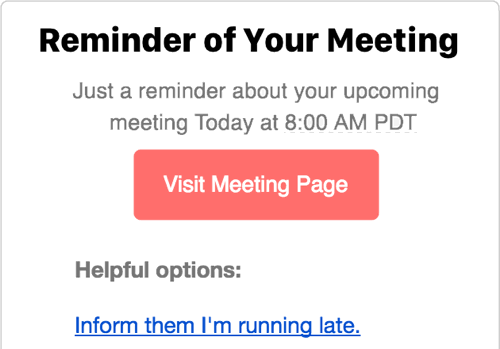 Reminder of Your Meeting
Just a reminder about your upcoming
meeting Today at 8:00 AM PDT
Visit Meeting Page
Helpful options:
Inform them I'm running late.